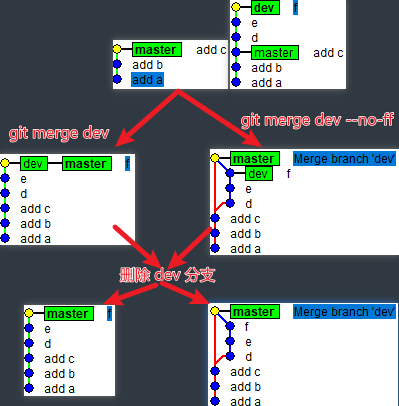 master add c
add b
add a
dev f
e
d
master add c
add b
add a
git merge dev
git merge dev --no-ff
dev master f
e
d
add c
add b
add a
master Merge branch 'dev'
dev f
e
d
add c
add b
add a
删除 dev 分支
master f
e
d
add c
add b
add a
master Merge branch 'dev'
f
e
d
add c
add b
add a